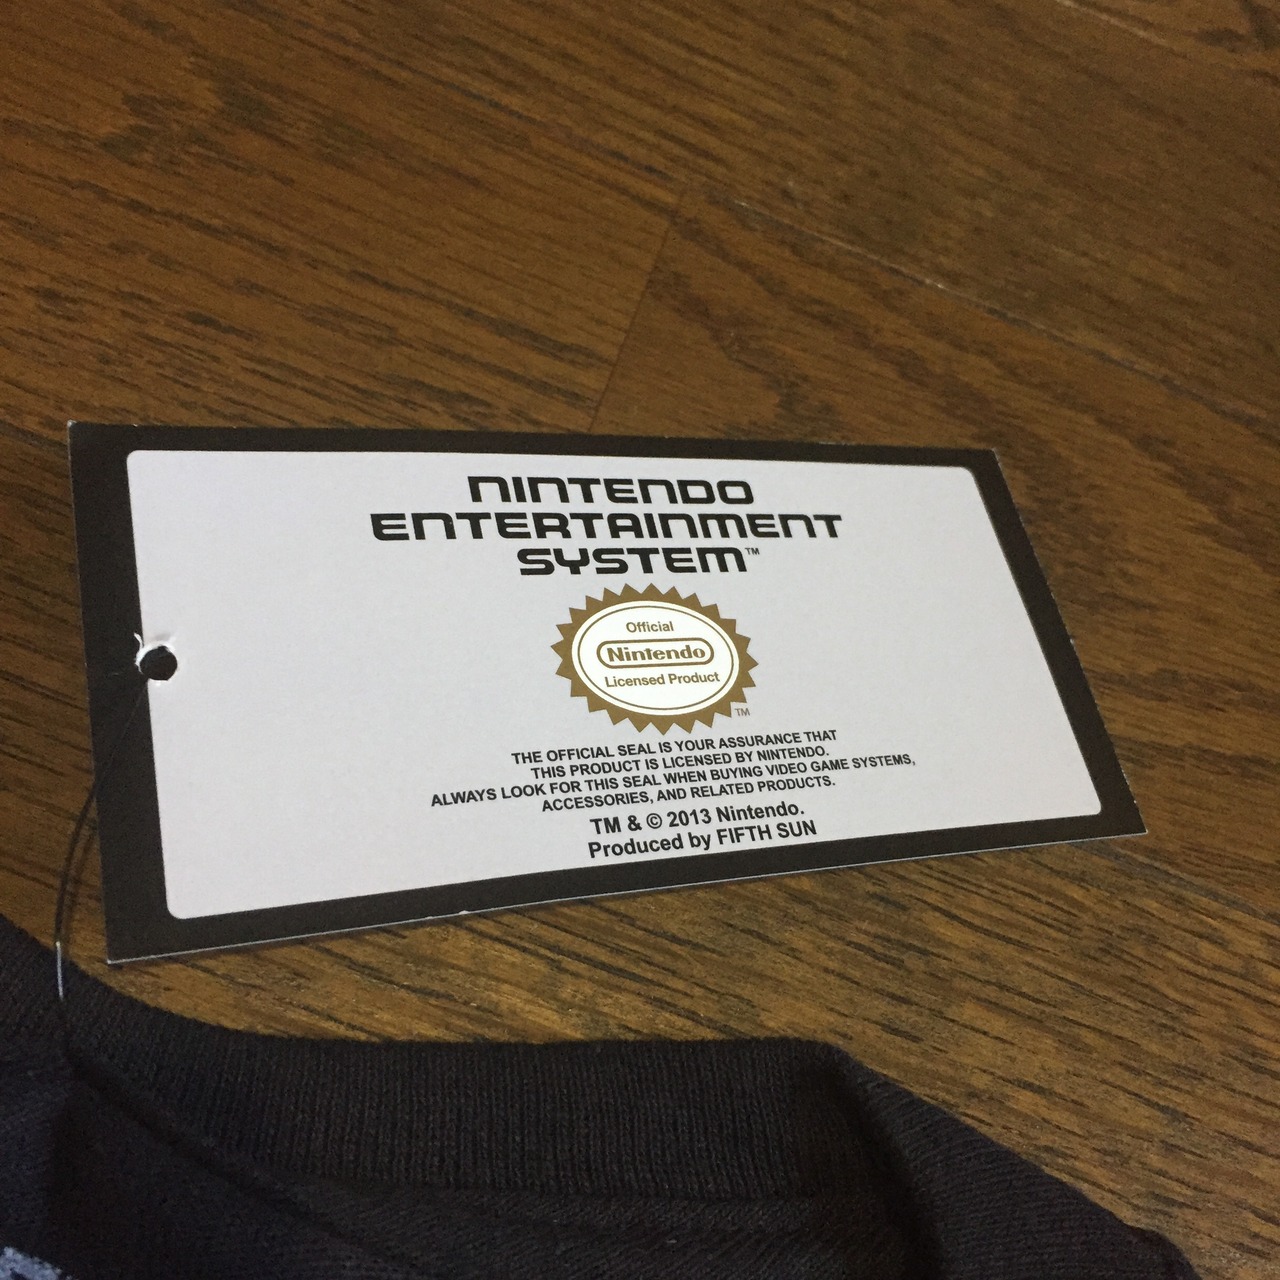 NINTENDO
ENTERTAINMENT
SYSTEM™
Official
Nintendo
Licensed Product
TM
THE OFFICIAL SEAL IS YOUR ASSURANCE THAT
THIS PRODUCT IS LICENSED BY NINTENDO.
ALWAYS LOOK FOR THIS SEAL WHEN BUYING VIDEO GAME SYSTEMS,
ACCESSORIES, AND RELATED PRODUCTS.
TM & © 2013 Nintendo.
Produced by FIFTH SUN